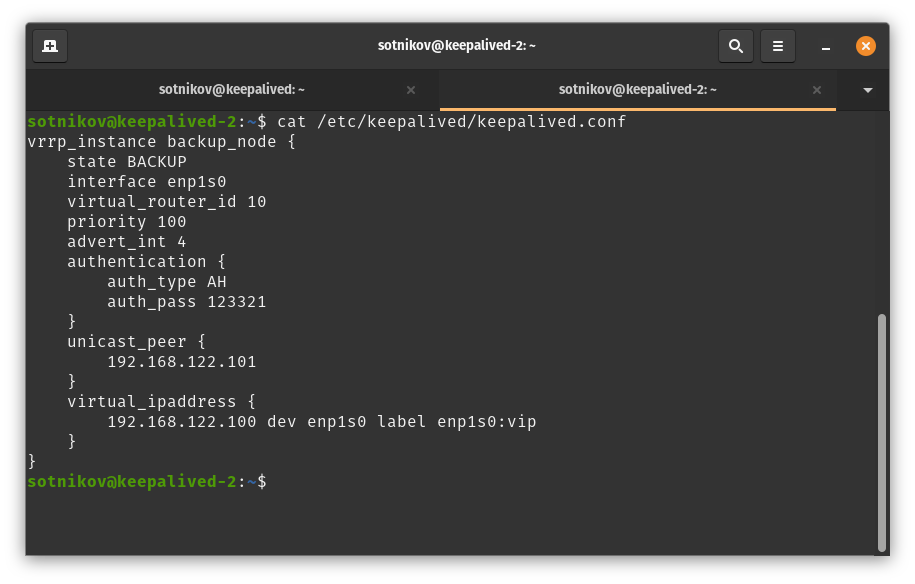 sotnikov@keepalived-2: ~
sotnikov@keepalived: ~
sotnikov@keepalived-2: ~
sotnikov@keepalived-2:~$ cat /etc/keepalived/keepalived.conf
vrrp_instance backup_node {
    state BACKUP
    interface enp1s0
    virtual_router_id 10
    priority 100
    advert_int 4
    authentication {
        auth_type AH
        auth_pass 123321
    }
    unicast_peer {
        192.168.122.101
    }
    virtual_ipaddress {
        192.168.122.100 dev enp1s0 label enp1s0:vip
    }
}
sotnikov@keepalived-2:~$